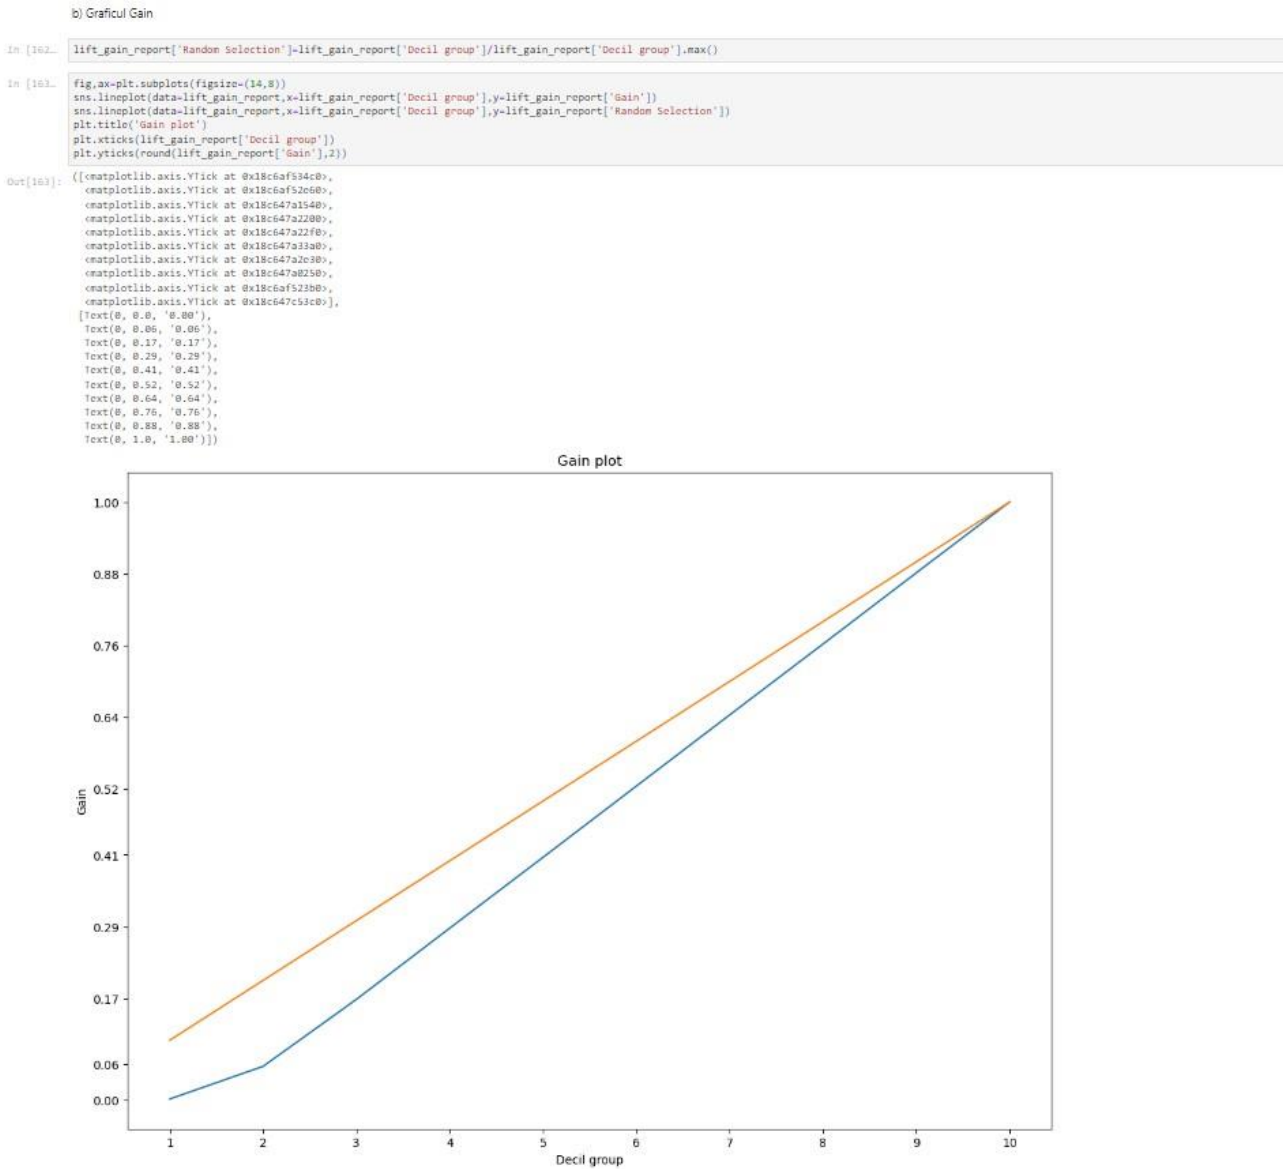 b) Graficul Gain
In [162...
lift_gain_report['Random Selection']=lift_gain_report['Decil group']/lift_gain_report['Decil group'].max()
In [163...
fig,ax=plt.subplots(figsize=(14,8))
sns.lineplot(data=lift_gain_report,x=lift_gain_report['Decil group'],y=lift_gain_report['Gain'])
sns.lineplot(data=lift_gain_report,x=lift_gain_report['Decil group'],y=lift_gain_report['Random Selection'])
plt.title('Gain plot')
plt.xticks(lift_gain_report['Decil group'])
plt.yticks(round(lift_gain_report['Gain'],2))
Out[163]:
([<matplotlib.axis.YTick at 0x18c6af534c0>,
<matplotlib.axis.YTick at 0x18c6af52e60>,
<matplotlib.axis.YTick at 0x18c647a1540>,
<matplotlib.axis.YTick at 0x18c647a2200>,
<matplotlib.axis.YTick at 0x18c647a22f0>,
<matplotlib.axis.YTick at 0x18c647a33a0>,
<matplotlib.axis.YTick at 0x18c647a2e30>,
<matplotlib.axis.YTick at 0x18c647a0250>,
<matplotlib.axis.YTick at 0x18c6af523b0>,
<matplotlib.axis.YTick at 0x18c647c53c0>],
[Text(0, 0.0, '0.00'),
Text(0, 0.06, '0.06'),
Text(0, 0.17, '0.17'),
Text(0, 0.29, '0.29'),
Text(0, 0.41, '0.41'),
Text(0, 0.52, '0.52'),
Text(0, 0.64, '0.64'),
Text(0, 0.76, '0.76'),
Text(0, 0.88, '0.88'),
Text(0, 1.0, '1.00')])
Gain plot
1.00
0.88
0.76
0.64
0.52
Gain
0.41
0.29
0.17
0.06
0.00
1 2 3 4 5 6 7 8 9 10
Decil group